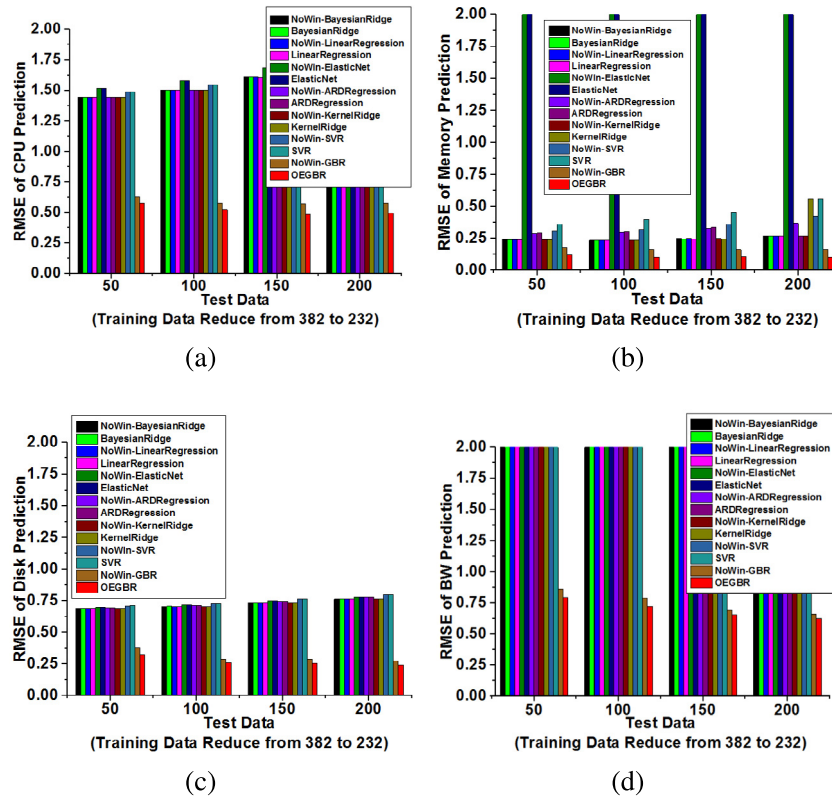 RMSE of CPU Prediction
2.00
1.75
1.50
1.25
1.00
0.75
0.50
0.25
0.00
NoWin-BayesianRidge
BayesianRidge
NoWin-LinearRegression
LinearRegression
NoWin-ElasticNet
ElasticNet
NoWin-ARDRegression
ARDRegression
NoWin-KernelRidge
KernelRidge
NoWin-SVR
SVR
NoWin-GBR
OEGBR
50 100 150 200
Test Data
(Training Data Reduce from 382 to 232)
(a)
RMSE of Memory Prediction
2.00
1.75
1.50
1.25
1.00
0.75
0.50
0.25
0.00
NoWin-BayesianRidge
BayesianRidge
NoWin-LinearRegression
LinearRegression
NoWin-ElasticNet
ElasticNet
NoWin-ARDRegression
ARDRegression
NoWin-KernelRidge
KernelRidge
NoWin-SVR
SVR
NoWin-GBR
OEGBR
50 100 150 200
Test Data
(Training Data Reduce from 382 to 232)
(b)
RMSE of Disk Prediction
2.00
1.75
1.50
1.25
1.00
0.75
0.50
0.25
0.00
NoWin-BayesianRidge
BayesianRidge
NoWin-LinearRegression
LinearRegression
NoWin-ElasticNet
ElasticNet
NoWin-ARDRegression
ARDRegression
NoWin-KernelRidge
KernelRidge
NoWin-SVR
SVR
NoWin-GBR
OEGBR
50 100 150 200
Test Data
(Training Data Reduce from 382 to 232)
(c)
RMSE of BW Prediction
2.00
1.75
1.50
1.25
1.00
0.75
0.50
0.25
0.00
NoWin-BayesianRidge
BayesianRidge
NoWin-LinearRegression
LinearRegression
NoWin-ElasticNet
ElasticNet
NoWin-ARDRegression
ARDRegression
NoWin-KernelRidge
KernelRidge
NoWin-SVR
SVR
NoWin-GBR
OEGBR
50 100 150 200
Test Data
(Training Data Reduce from 382 to 232)
(d)